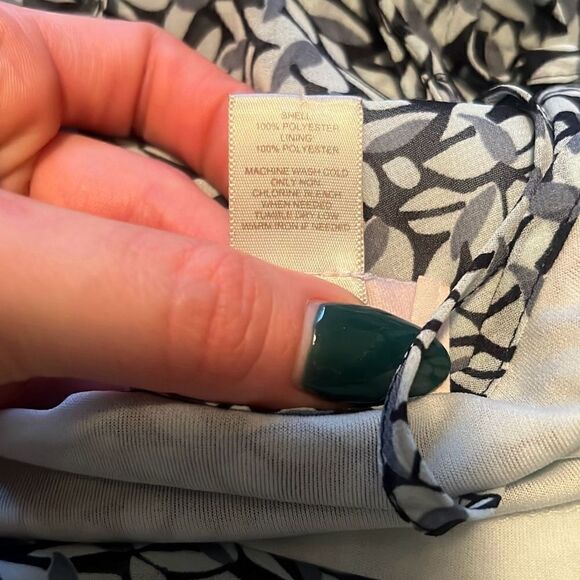 SHELL
100% POLYESTER
LINING
100% POLYESTER
MACHINE WASH COLD
ONLY NON
CHLORINE BLEACH
WHEN NEEDED
TUMBLE DRY LOW
WARM IRON IF NEEDED